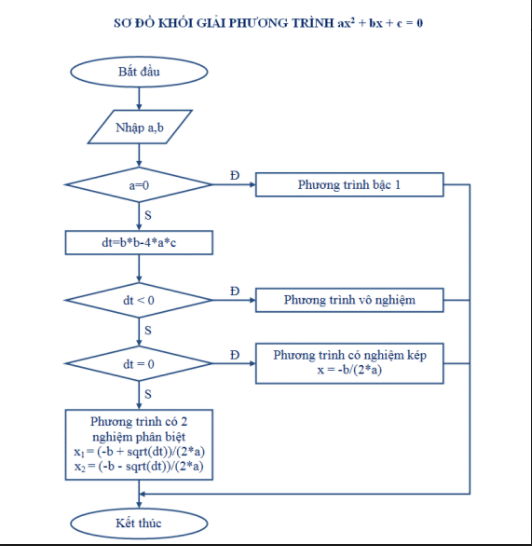 SƠ ĐỒ KHỐI GIẢI PHƯƠNG TRÌNH ax² + bx + c = 0
Bắt đầu
Nhập a,b
a=0
Đ
Phương trình bậc 1
S
dt=b*b-4*a*c
dt < 0
Đ
Phương trình vô nghiệm
S
dt = 0
Đ
Phương trình có nghiệm kép
x = -b/(2*a)
S
Phương trình có 2
nghiệm phân biệt
x₁ = (-b + sqrt(dt))/(2*a)
x₂ = (-b - sqrt(dt))/(2*a)
Kết thúc